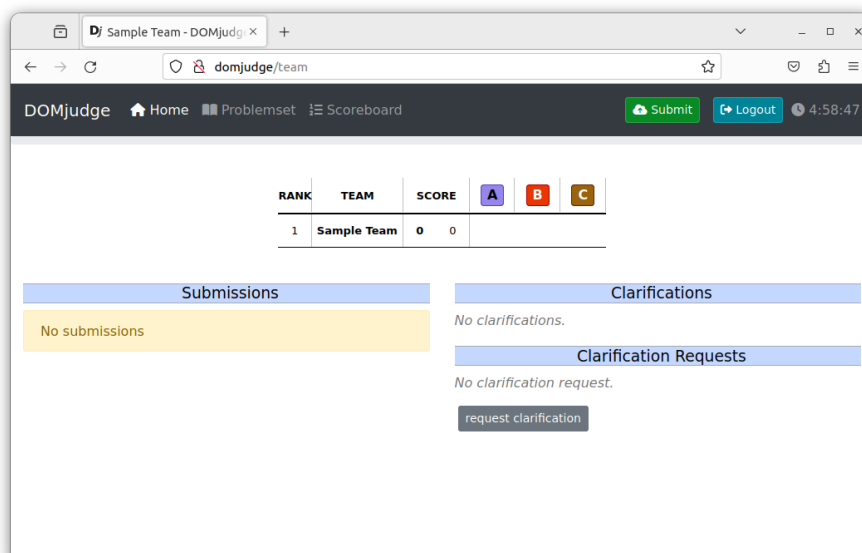 Dj Sample Team - DOMjudg
domjudge/team
DOMjudge Home Problemset Scoreboard Submit Logout 4:58:47
RANK TEAM SCORE A B C
1 Sample Team 0 0
Submissions
No submissions
Clarifications
No clarifications.
Clarification Requests
No clarification request.
request clarification